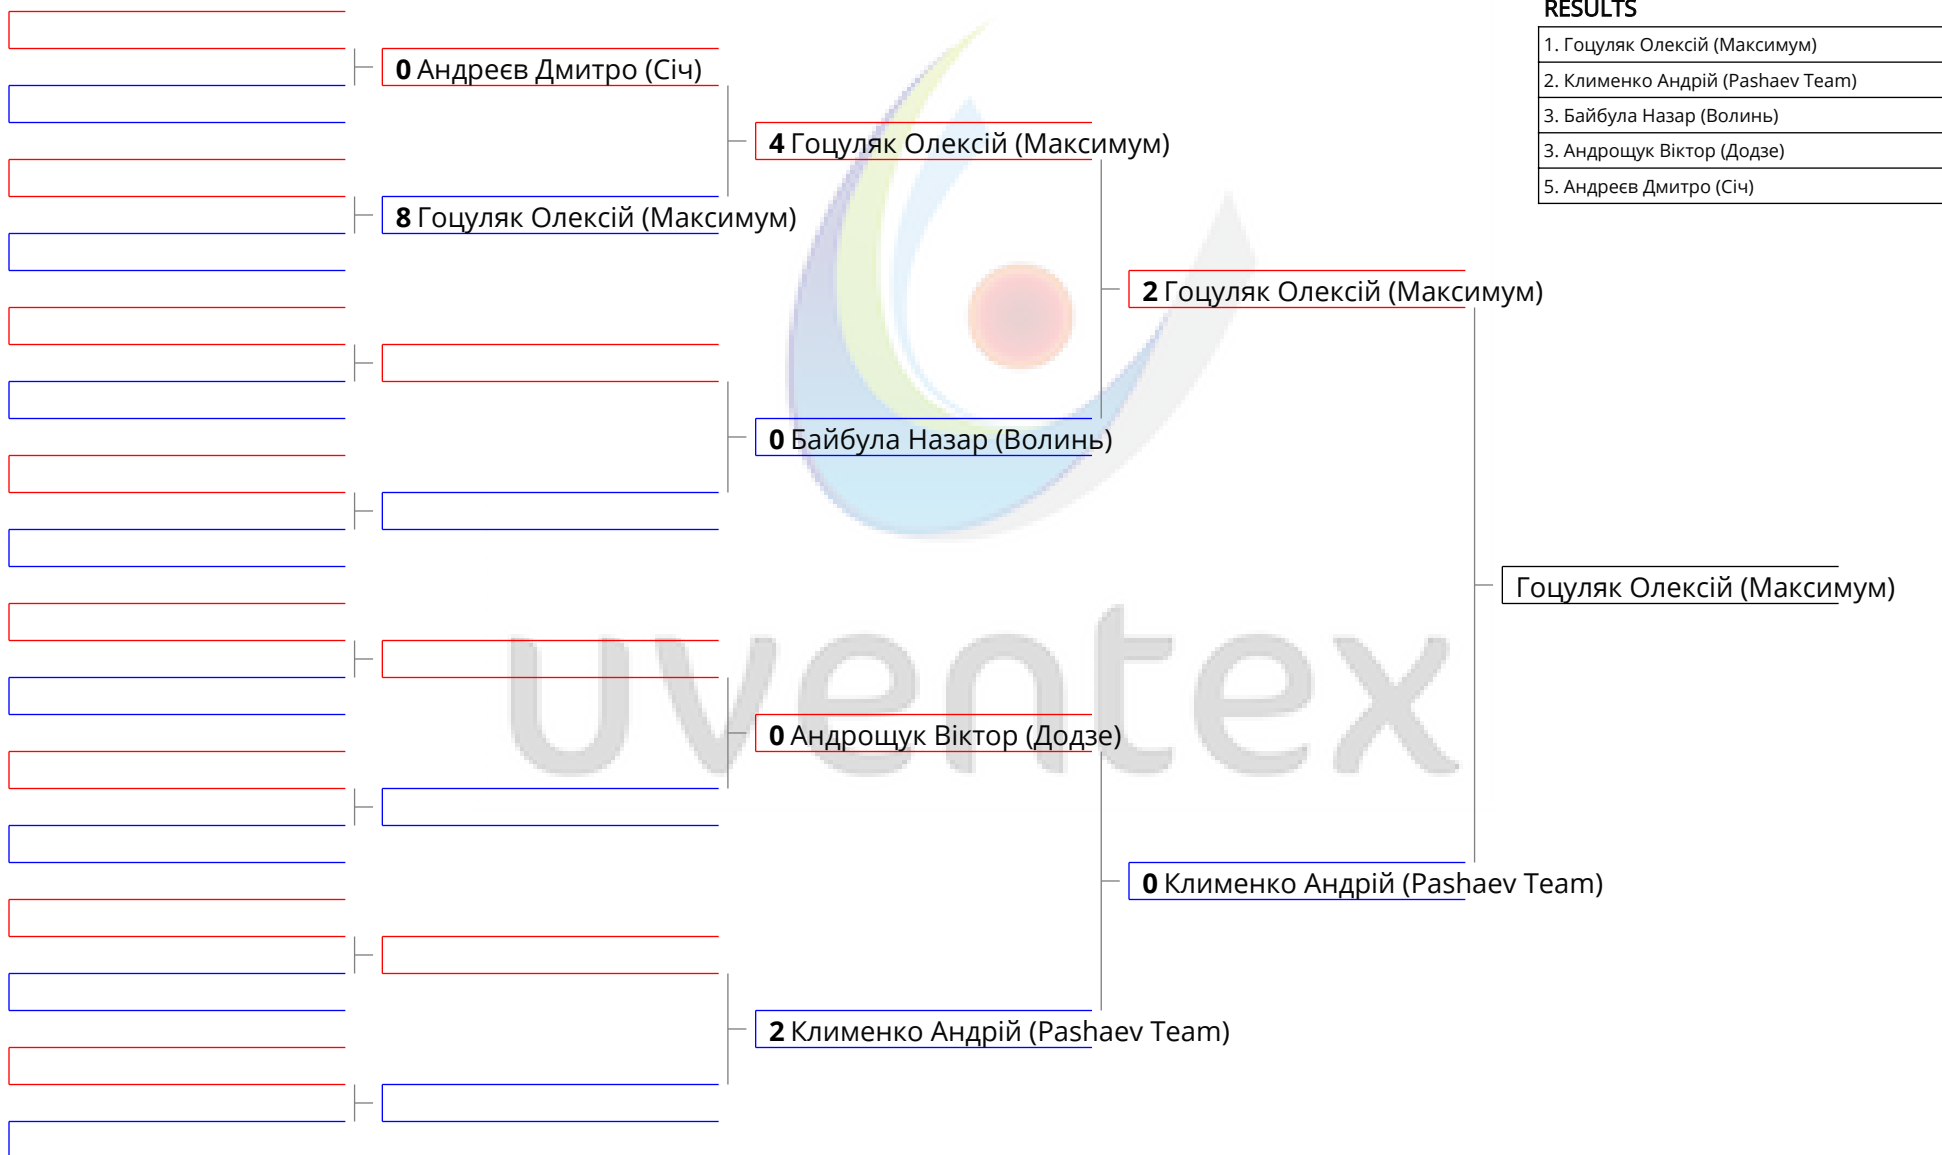 RESULTS
1. Гоцуляк Олексій (Максимум)
2. Клименко Андрій (Pashaev Team)
3. Байбула Назар (Волинь)
3. Андрощук Віктор (Додзе)
5. Андреєв Дмитро (Січ)
0 Андреєв Дмитро (Січ)
4 Гоцуляк Олексій (Максимум)
8 Гоцуляк Олексій (Максимум)
2 Гоцуляк Олексій (Максимум)
0 Байбула Назар (Волинь)
Гоцуляк Олексій (Максимум)
uventex
0 Андрощук Віктор (Додзе)
0 Клименко Андрій (Pashaev Team)
2 Клименко Андрій (Pashaev Team)